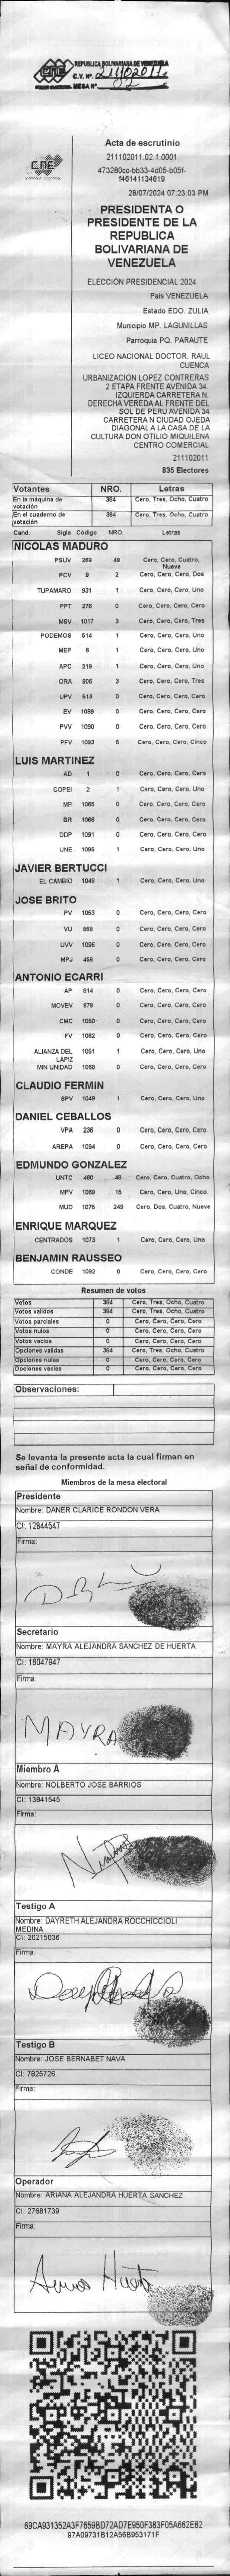 REPUBLICA BOLIVARIANA DE VENEZUELA
C.V. Nº. 211102011
PODER ELECTORAL MESA Nº 02
CNE
Acta de escrutinio
211102011.02.1.0001
473280cc-bb33-4d05-b05f-
f46141134619
28/07/2024 07:23:03 PM
PRESIDENTA O
PRESIDENTE DE LA
REPUBLICA
BOLIVARIANA DE
VENEZUELA
ELECCIÓN PRESIDENCIAL 2024
País VENEZUELA
Estado EDO. ZULIA
Municipio MP. LAGUNILLAS
Parroquia PQ. PARAUTE
LICEO NACIONAL DOCTOR. RAUL
CUENCA
URBANIZACION LOPEZ CONTRERAS
2 ETAPA FRENTE AVENIDA 34.
IZQUIERDA CARRETERA N.
DERECHA VEREDA AL FRENTE DEL
SOL DE PERU AVENIDA 34
CARRETERA N CIUDAD OJEDA
DIAGONAL A LA CASA DE LA
CULTURA DON OTILIO MIQUILENA
CENTRO COMERCIAL
211102011
835 Electores
Votantes NRO. Letras
En la máquina de votación 384 Cero, Tres, Ocho, Cuatro
En el cuaderno de votación 384 Cero, Tres, Ocho, Cuatro
Cand. Sigla Código NRO. Letras
NICOLAS MADURO
PSUV 269 49 Cero, Cero, Cuatro, Nueve
PCV 9 2 Cero, Cero, Cero, Dos
TUPAMARO 931 1 Cero, Cero, Cero, Uno
PPT 276 0 Cero, Cero, Cero, Cero
MSV 1017 3 Cero, Cero, Cero, Tres
PODEMOS 514 1 Cero, Cero, Cero, Uno
MEP 6 1 Cero, Cero, Cero, Uno
APC 219 1 Cero, Cero, Cero, Uno
ORA 905 3 Cero, Cero, Cero, Tres
UPV 613 0 Cero, Cero, Cero, Cero
EV 1089 0 Cero, Cero, Cero, Cero
PVV 1090 0 Cero, Cero, Cero, Cero
PFV 1093 5 Cero, Cero, Cero, Cinco
LUIS MARTINEZ
AD 1 0 Cero, Cero, Cero, Cero
COPEI 2 1 Cero, Cero, Cero, Uno
MR 1065 0 Cero, Cero, Cero, Cero
BR 1066 0 Cero, Cero, Cero, Cero
DDP 1091 0 Cero, Cero, Cero, Cero
UNE 1095 1 Cero, Cero, Cero, Uno
JAVIER BERTUCCI
EL CAMBIO 1048 1 Cero, Cero, Cero, Uno
JOSE BRITO
PV 1053 0 Cero, Cero, Cero, Cero
VU 868 0 Cero, Cero, Cero, Cero
UVV 1096 0 Cero, Cero, Cero, Cero
MPJ 458 0 Cero, Cero, Cero, Cero
ANTONIO ECARRI
AP 814 0 Cero, Cero, Cero, Cero
MOVEV 878 0 Cero, Cero, Cero, Cero
CMC 1050 0 Cero, Cero, Cero, Cero
FV 1062 0 Cero, Cero, Cero, Cero
ALIANZA DEL LAPIZ 1051 1 Cero, Cero, Cero, Uno
MIN UNIDAD 1068 0 Cero, Cero, Cero, Cero
CLAUDIO FERMIN
SPV 1049 1 Cero, Cero, Cero, Uno
DANIEL CEBALLOS
VPA 236 0 Cero, Cero, Cero, Cero
AREPA 1094 0 Cero, Cero, Cero, Cero
EDMUNDO GONZALEZ
UNTC 460 48 Cero, Cero, Cuatro, Ocho
MPV 1069 15 Cero, Cero, Uno, Cinco
MUD 1075 249 Cero, Dos, Cuatro, Nueve
ENRIQUE MARQUEZ
CENTRADOS 1073 1 Cero, Cero, Cero, Uno
BENJAMIN RAUSSEO
CONDE 1092 0 Cero, Cero, Cero, Cero
Resumen de votos
Votos 384 Cero, Tres, Ocho, Cuatro
Votos validos 384 Cero, Tres, Ocho, Cuatro
Votos parciales 0 Cero, Cero, Cero, Cero
Votos nulos 0 Cero, Cero, Cero, Cero
Votos vacios 0 Cero, Cero, Cero, Cero
Opciones validas 384 Cero, Tres, Ocho, Cuatro
Opciones nulas 0 Cero, Cero, Cero, Cero
Opciones vacias 0 Cero, Cero, Cero, Cero
Observaciones:
Se levanta la presente acta la cual firman en
señal de conformidad.
Miembros de la mesa electoral
Presidente
Nombre: DANER CLARICE RONDON VERA
CI: 12844547
Firma:
Secretario
Nombre: MAYRA ALEJANDRA SANCHEZ DE HUERTA
CI: 16047947
Firma:
MAYRA
Miembro A
Nombre: NOLBERTO JOSE BARRIOS
CI: 13841545
Firma:
Testigo A
Nombre: DAYRETH ALEJANDRA ROCCHICCIOLI
MEDINA
CI: 20215036
Firma:
Testigo B
Nombre: JOSE BERNABET NAVA
CI: 7825726
Firma:
Operador
Nombre: ARIANA ALEJANDRA HUERTA SANCHEZ
CI: 27681739
Firma:
69CA931352A3F7659BD72AD7E950F383F05A662E82
97A09731B12A56B953171F